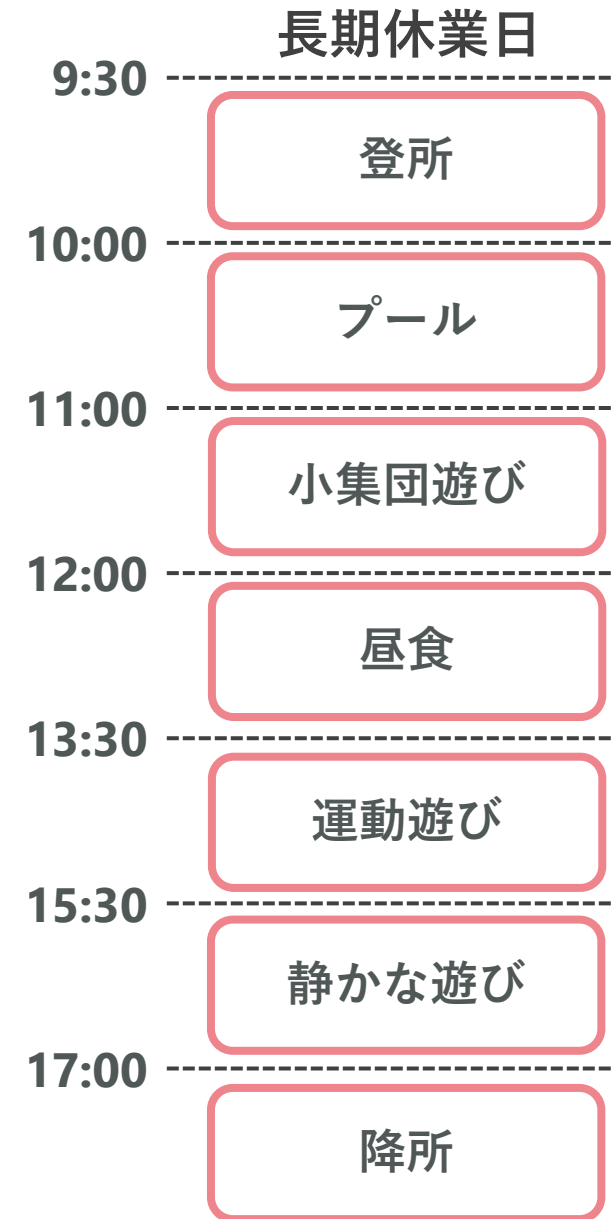 長期休業日
9:30
登所
10:00
プール
11:00
小集団遊び
12:00
昼食
13:30
運動遊び
15:30
静かな遊び
17:00
降所